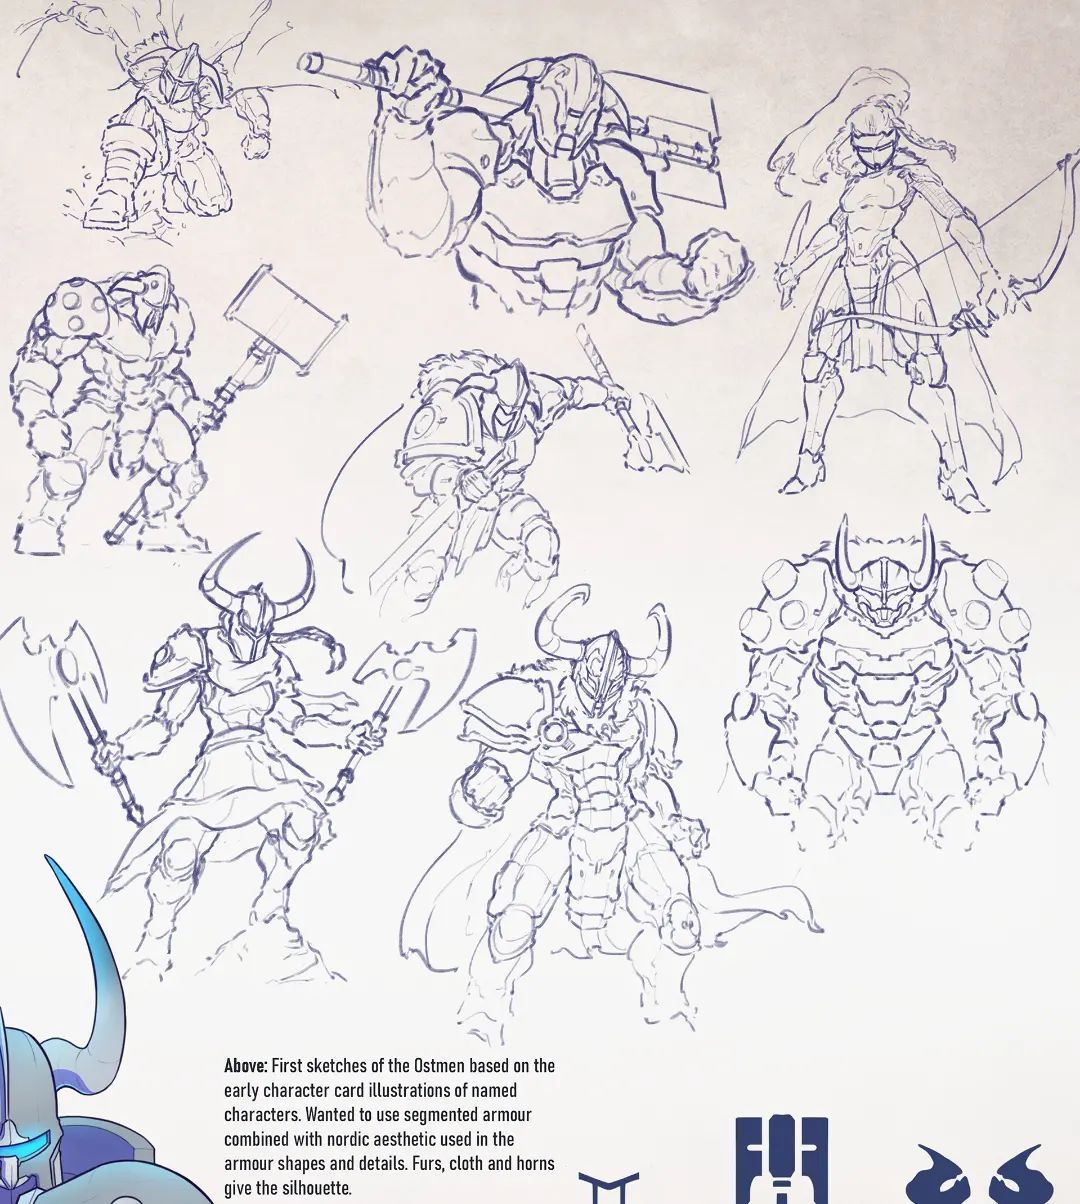 Above: First sketches of the Ostmen based on the
early character card illustrations of named
characters. Wanted to use segmented armour
combined with nordic aesthetic used in the
armour shapes and details. Furs, cloth and horns
give the silhouette.